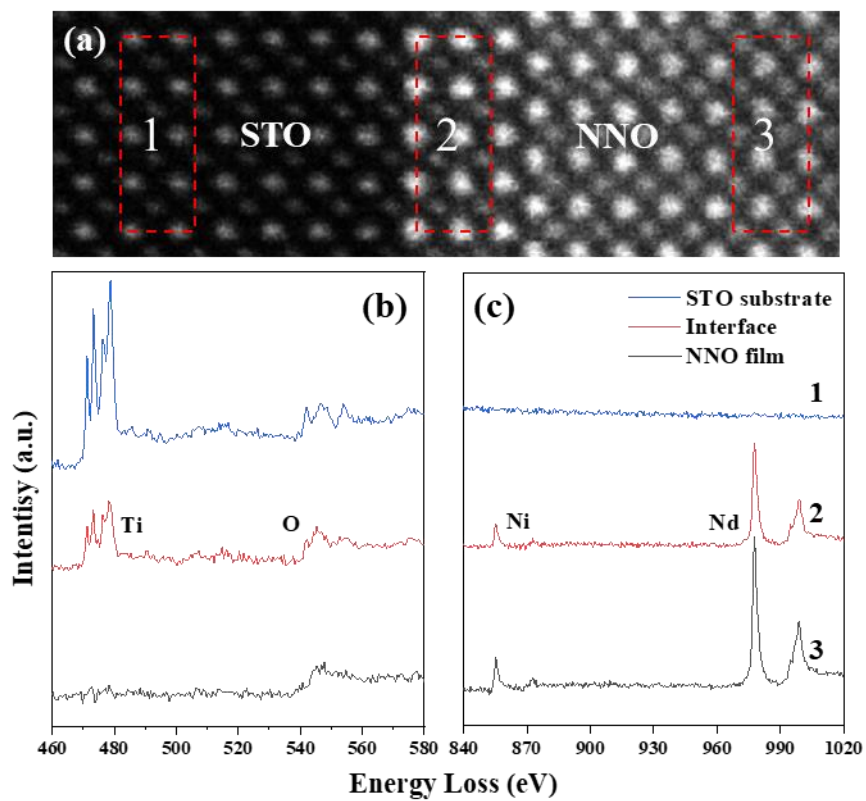 (a)
1 STO 2 NNO 3
(b)
Ti
O
460 480 500 520 540 560 580
(c)
STO substrate
Interface
NNO film
1
Ni
Nd
2
3
840 870 900 930 960 990 1020
Intentisy (a.u.)
Energy Loss (eV)